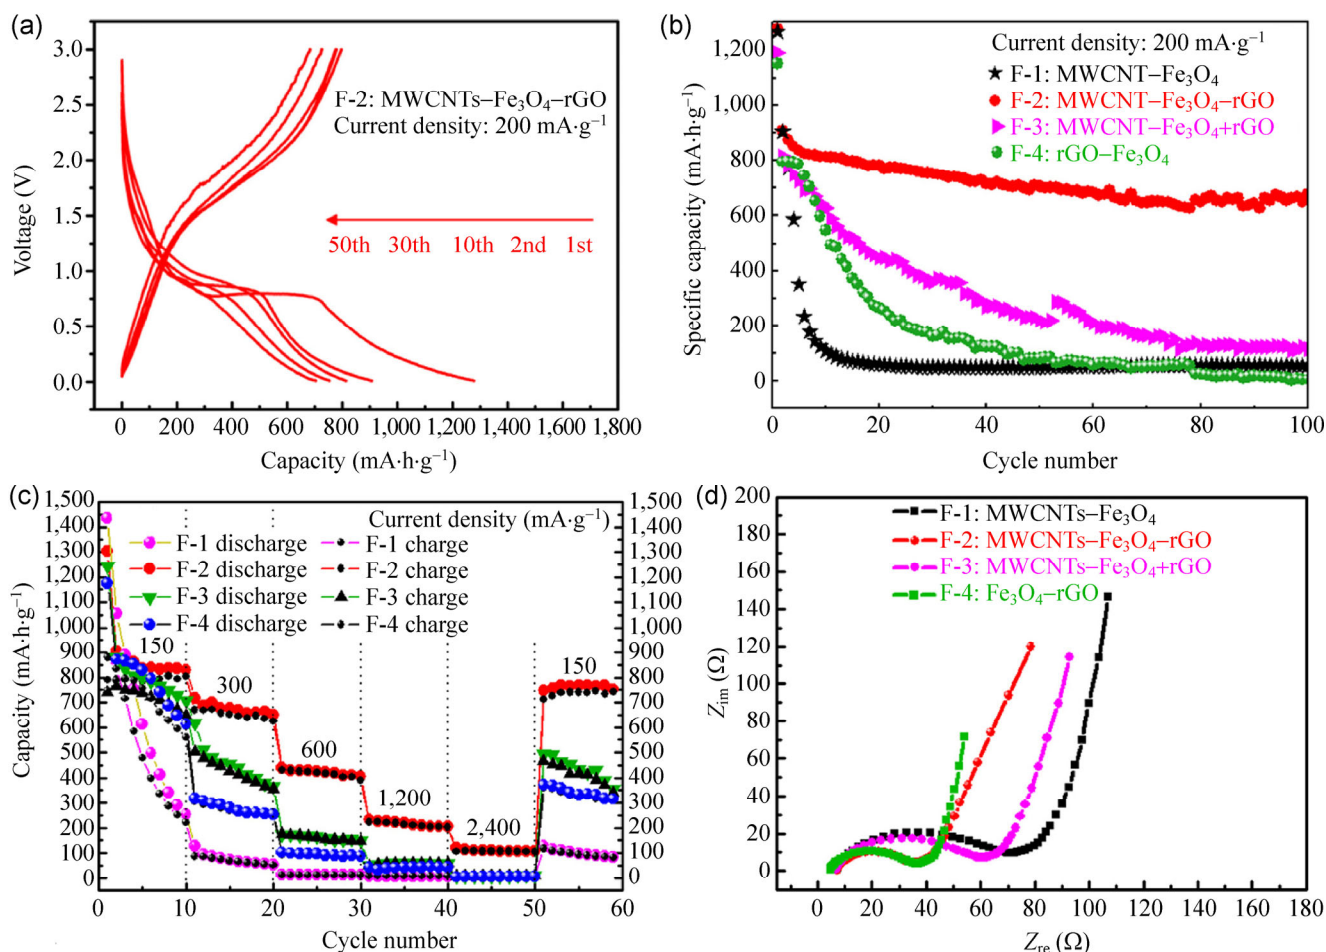 (a)
3.0
2.5
2.0
1.5
1.0
0.5
0.0
Voltage (V)
F-2: MWCNTs–Fe₃O₄–rGO
Current density: 200 mA·g⁻¹
50th 30th 10th 2nd 1st
0 200 400 600 800 1,000 1,200 1,400 1,600 1,800
Capacity (mA·h·g⁻¹)
(b)
1,200
1,000
800
600
400
200
0
Specific capacity (mA·h·g⁻¹)
Current density: 200 mA·g⁻¹
F-1: MWCNT–Fe₃O₄
F-2: MWCNT–Fe₃O₄–rGO
F-3: MWCNT–Fe₃O₄+rGO
F-4: rGO–Fe₃O₄
0 20 40 60 80 100
Cycle number
(c)
1,500
1,400
1,300
1,200
1,100
1,000
900
800
700
600
500
400
300
200
100
0
Capacity (mA·h·g⁻¹)
Current density (mA·g⁻¹)
F-1 discharge F-1 charge
F-2 discharge F-2 charge
F-3 discharge F-3 charge
F-4 discharge F-4 charge
150
300
600
1,200
2,400
150
1,500
1,400
1,300
1,200
1,100
1,000
900
800
700
600
500
400
300
200
100
0
0 10 20 30 40 50 60
Cycle number
(d)
200
180
160
140
120
100
80
60
40
20
0
Zim (Ω)
F-1: MWCNTs–Fe₃O₄
F-2: MWCNTs–Fe₃O₄–rGO
F-3: MWCNTs–Fe₃O₄+rGO
F-4: Fe₃O₄–rGO
0 20 40 60 80 100 120 140 160 180
Zre (Ω)